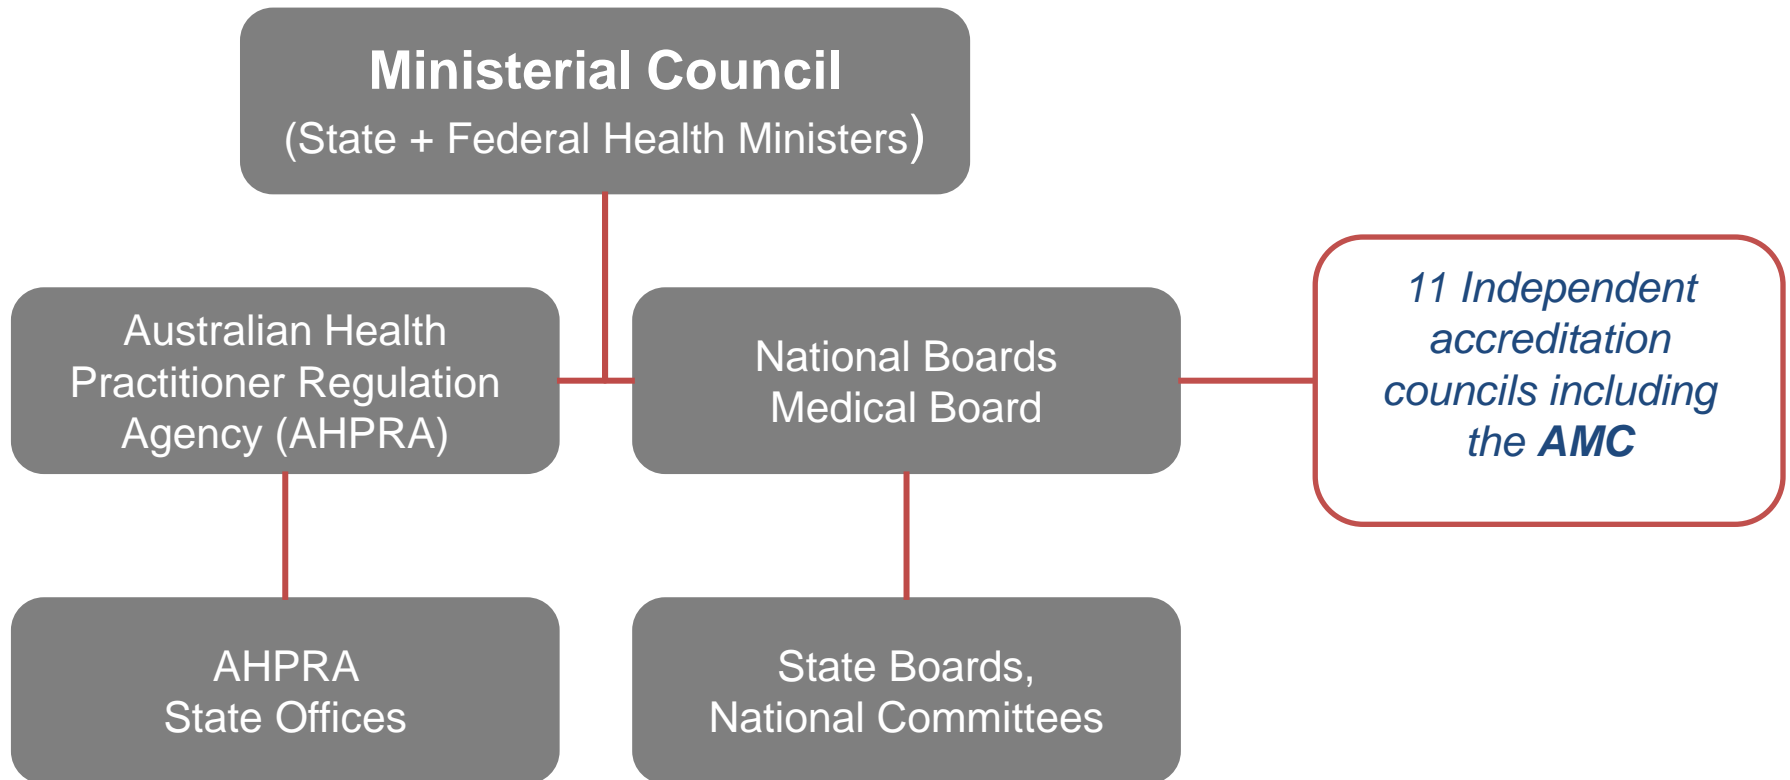 Ministerial Council
(State + Federal Health Ministers)
Australian Health
Practitioner Regulation
Agency (AHPRA)
National Boards
Medical Board
11 Independent
accreditation
councils including
the AMC
AHPRA
State Offices
State Boards,
National Committees